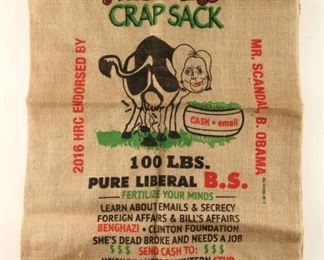 CRAP SACK
2016 HRC ENDORSED BY
MR. SCANDAL, B. OBAMA
CASH • email
100 LBS.
PURE LIBERAL B.S.
FERTILIZE YOUR MINDS
LEARN ABOUT EMAILS & SECRECY
FOREIGN AFFAIRS & BILL'S AFFAIRS
BENGHAZI • CLINTON FOUNDATION
SHE'S DEAD BROKE AND NEEDS A JOB
$$$ SEND CASH TO: $$$